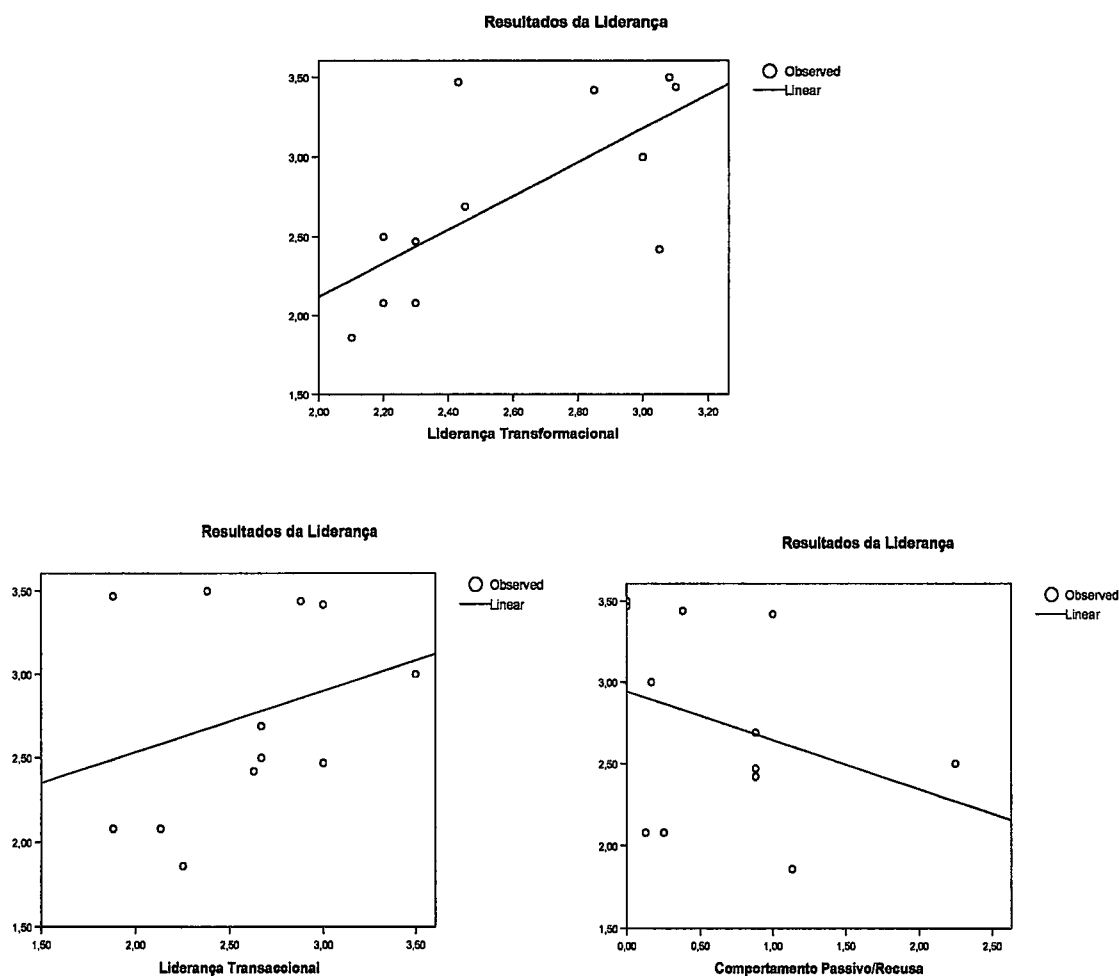 Resultados da Liderança
Observed
Linear
3,50
3,00
2,50
2,00
1,50
2,00 2,20 2,40 2,60 2,80 3,00 3,20
Liderança Transformacional
Resultados da Liderança
Observed
Linear
3,50
3,00
2,50
2,00
1,50
1,50 2,00 2,50 3,00 3,50
Liderança Transaccional
Resultados da Liderança
Observed
Linear
3,50
3,00
2,50
2,00
1,50
0,00 0,50 1,00 1,50 2,00 2,50
Comportamento Passivo/Recusa